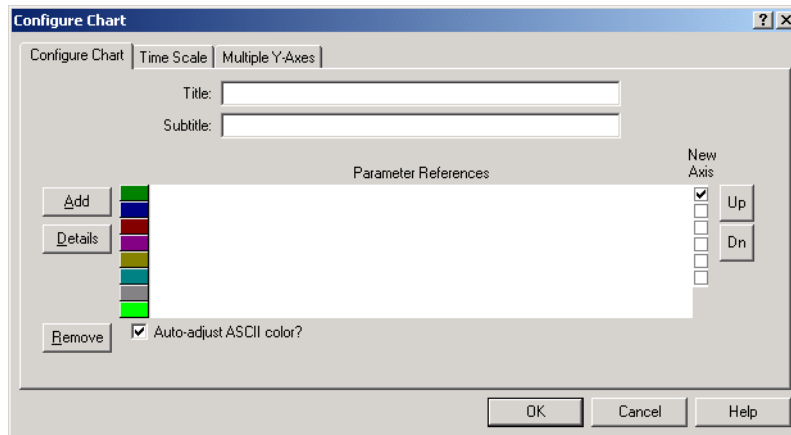 Configure Chart
Configure Chart Time Scale Multiple Y-Axes
Title:
Subtitle:
New
Parameter References Axis
Add Up
Details Dn
Remove Auto-adjust ASCII color?
OK Cancel Help